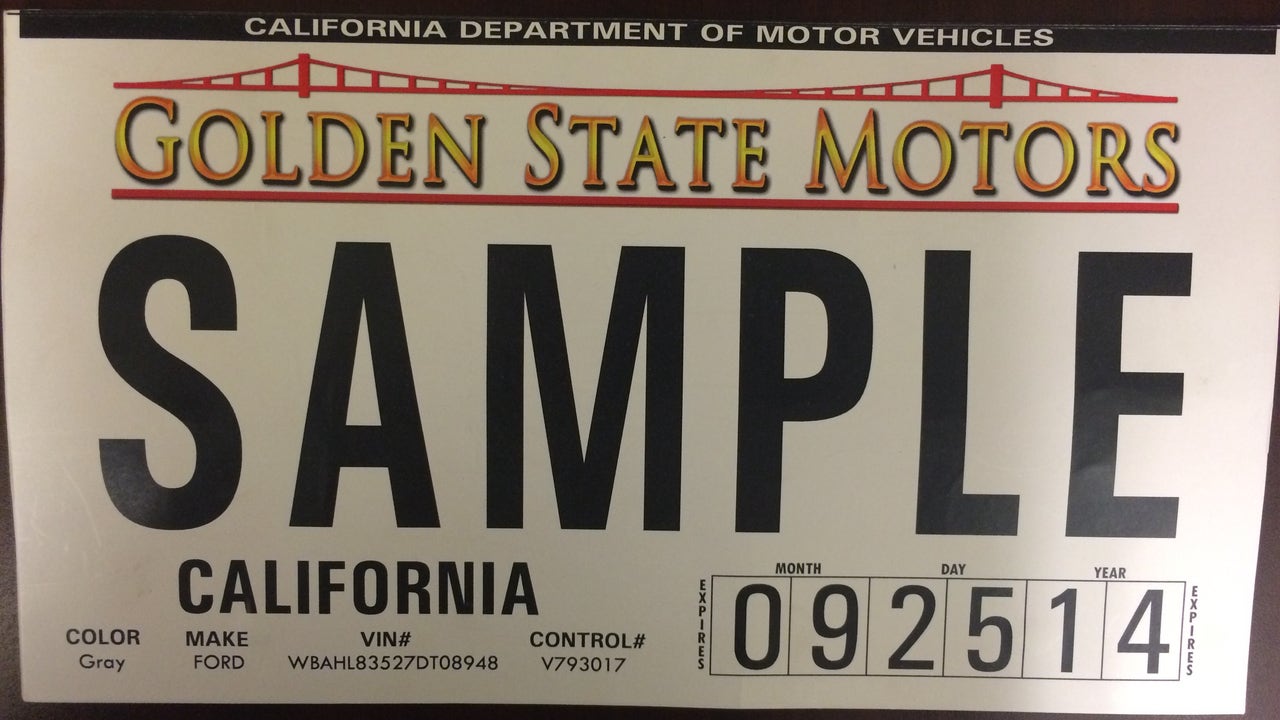 CALIFORNIA DEPARTMENT OF MOTOR VEHICLES
GOLDEN STATE MOTORS
SAMPLE
CALIFORNIA
MONTH DAY YEAR
EXPIRES 092514 EXPIRES
COLOR MAKE VIN# CONTROL#
Gray FORD WBAHL83527DT08948 V793017